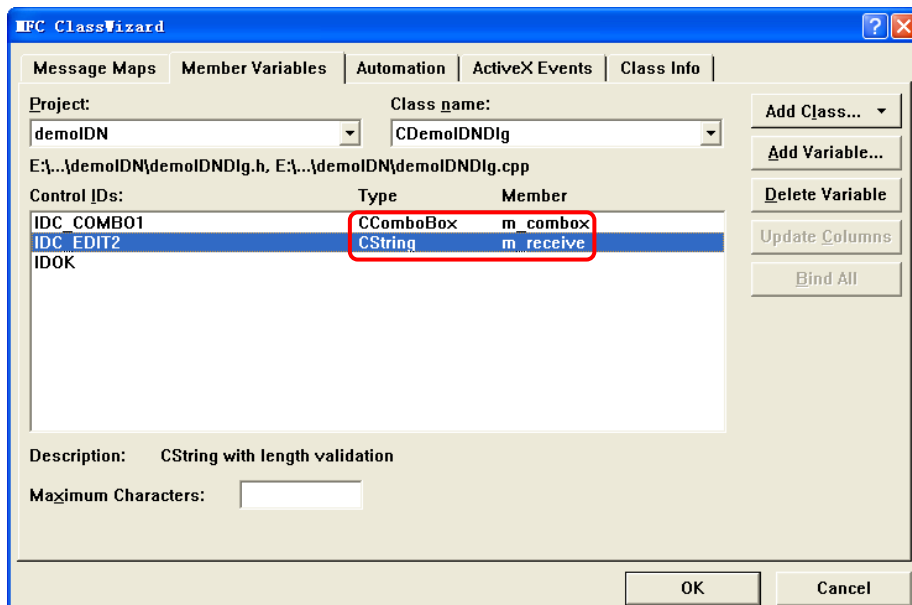 MFC ClassWizard
Message Maps Member Variables Automation ActiveX Events Class Info
Project: Class name:
demoIDN CDemoIDNDlg
Add Class...
E:\...\demoIDN\demoIDNDlg.h, E:\...\demoIDN\demoIDNDlg.cpp
Add Variable...
Control IDs: Type Member
Delete Variable
IDC_COMBO1 CComboBox m_combox
IDC_EDIT2 CString m_receive
Update Columns
IDOK
Bind All
Description: CString with length validation
Maximum Characters:
OK Cancel